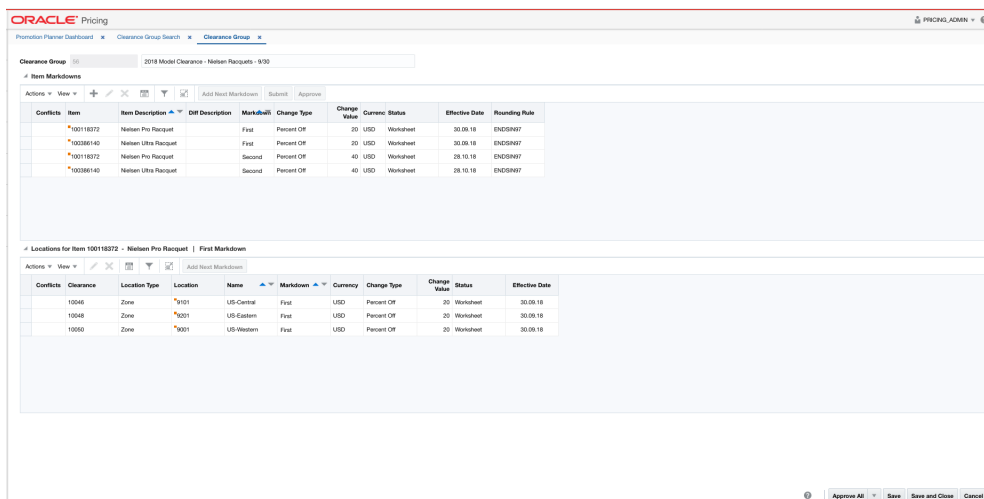 ORACLE Pricing
PRICING_ADMIN
Promotion Planner Dashboard Clearance Group Search Clearance Group
Clearance Group 56 2018 Model Clearance - Nielsen Racquets - 9/30
Item Markdowns
Actions View Add Next Markdown Submit Approve
Conflicts Item Item Description Diff Description Markdown Change Type Change Value Currenc Status Effective Date Rounding Rule
100118372 Nielsen Pro Racquet First Percent Off 20 USD Worksheet 30.09.18 ENDSIN97
100386140 Nielsen Ultra Racquet First Percent Off 20 USD Worksheet 30.09.18 ENDSIN97
100118372 Nielsen Pro Racquet Second Percent Off 40 USD Worksheet 28.10.18 ENDSIN97
100386140 Nielsen Ultra Racquet Second Percent Off 40 USD Worksheet 28.10.18 ENDSIN97
Locations for Item 100118372 - Nielsen Pro Racquet | First Markdown
Actions View Add Next Markdown
Conflicts Clearance Location Type Location Name Markdown Currency Change Type Change Value Status Effective Date
10046 Zone 9101 US-Central First USD Percent Off 20 Worksheet 30.09.18
10048 Zone 9201 US-Eastern First USD Percent Off 20 Worksheet 30.09.18
10050 Zone 9001 US-Western First USD Percent Off 20 Worksheet 30.09.18
Approve All Save Save and Close Cancel